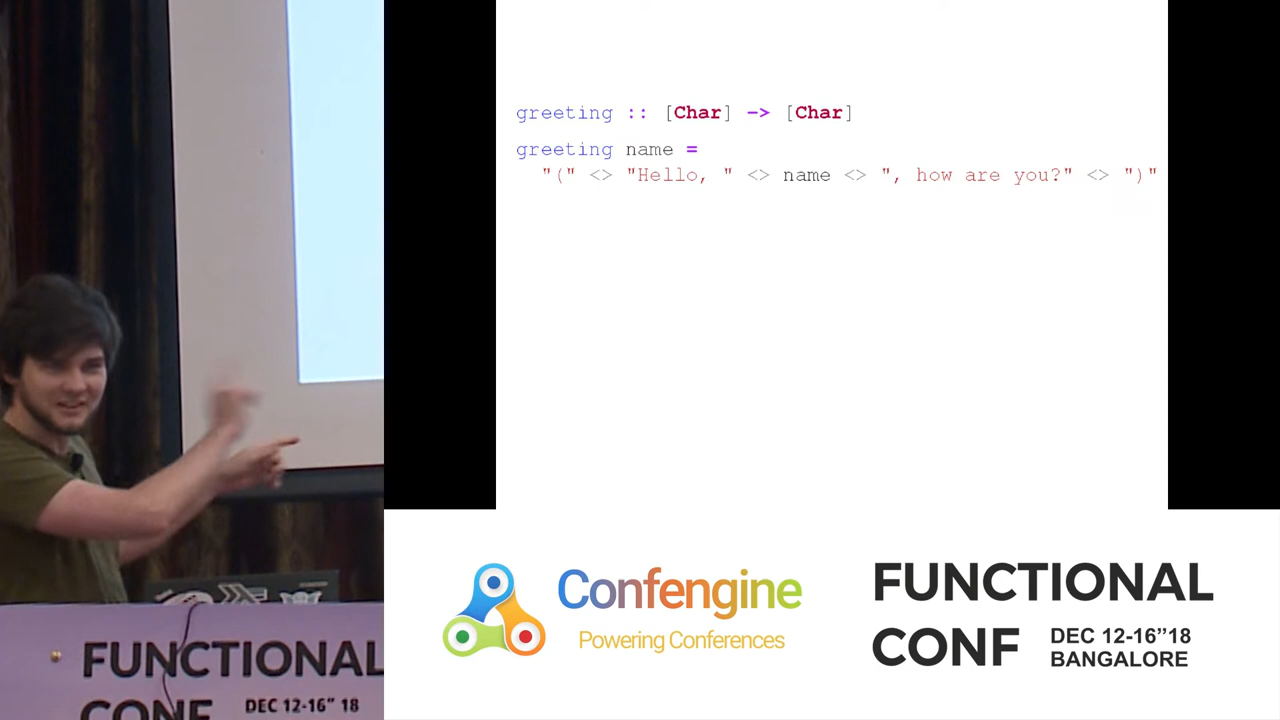 greeting :: [Char] -> [Char]
greeting name =
"(" <> "Hello, " <> name <> ", how are you?" <> ")"
Confengine
Powering Conferences
FUNCTIONAL
CONF
DEC 12-16"18
BANGALORE
FUNCTIONAL
CONF
DEC 12-16" 18